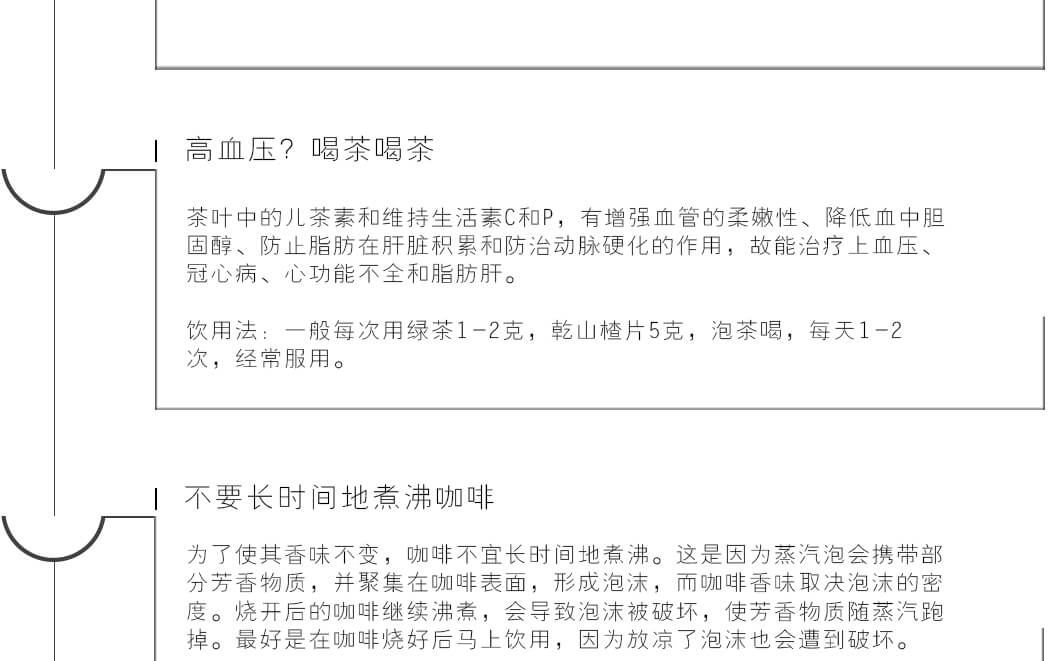 高血压？喝茶喝茶
茶叶中的儿茶素和维持生活素C和P，有增强血管的柔嫩性、降低血中胆
固醇、防止脂肪在肝脏积累和防治动脉硬化的作用，故能治疗上血压、
冠心病、心功能不全和脂肪肝。
饮用法：一般每次用绿茶1-2克，乾山楂片5克，泡茶喝，每天1-2
次，经常服用。
不要长时间地煮沸咖啡
为了使其香味不变，咖啡不宜长时间地煮沸。这是因为蒸汽泡会携带部
分芳香物质，并聚集在咖啡表面，形成泡沫，而咖啡香味取决泡沫的密
度。烧开后的咖啡继续沸煮，会导致泡沫被破坏，使芳香物质随蒸汽跑
掉。最好是在咖啡烧好后马上饮用，因为放凉了泡沫也会遭到破坏。